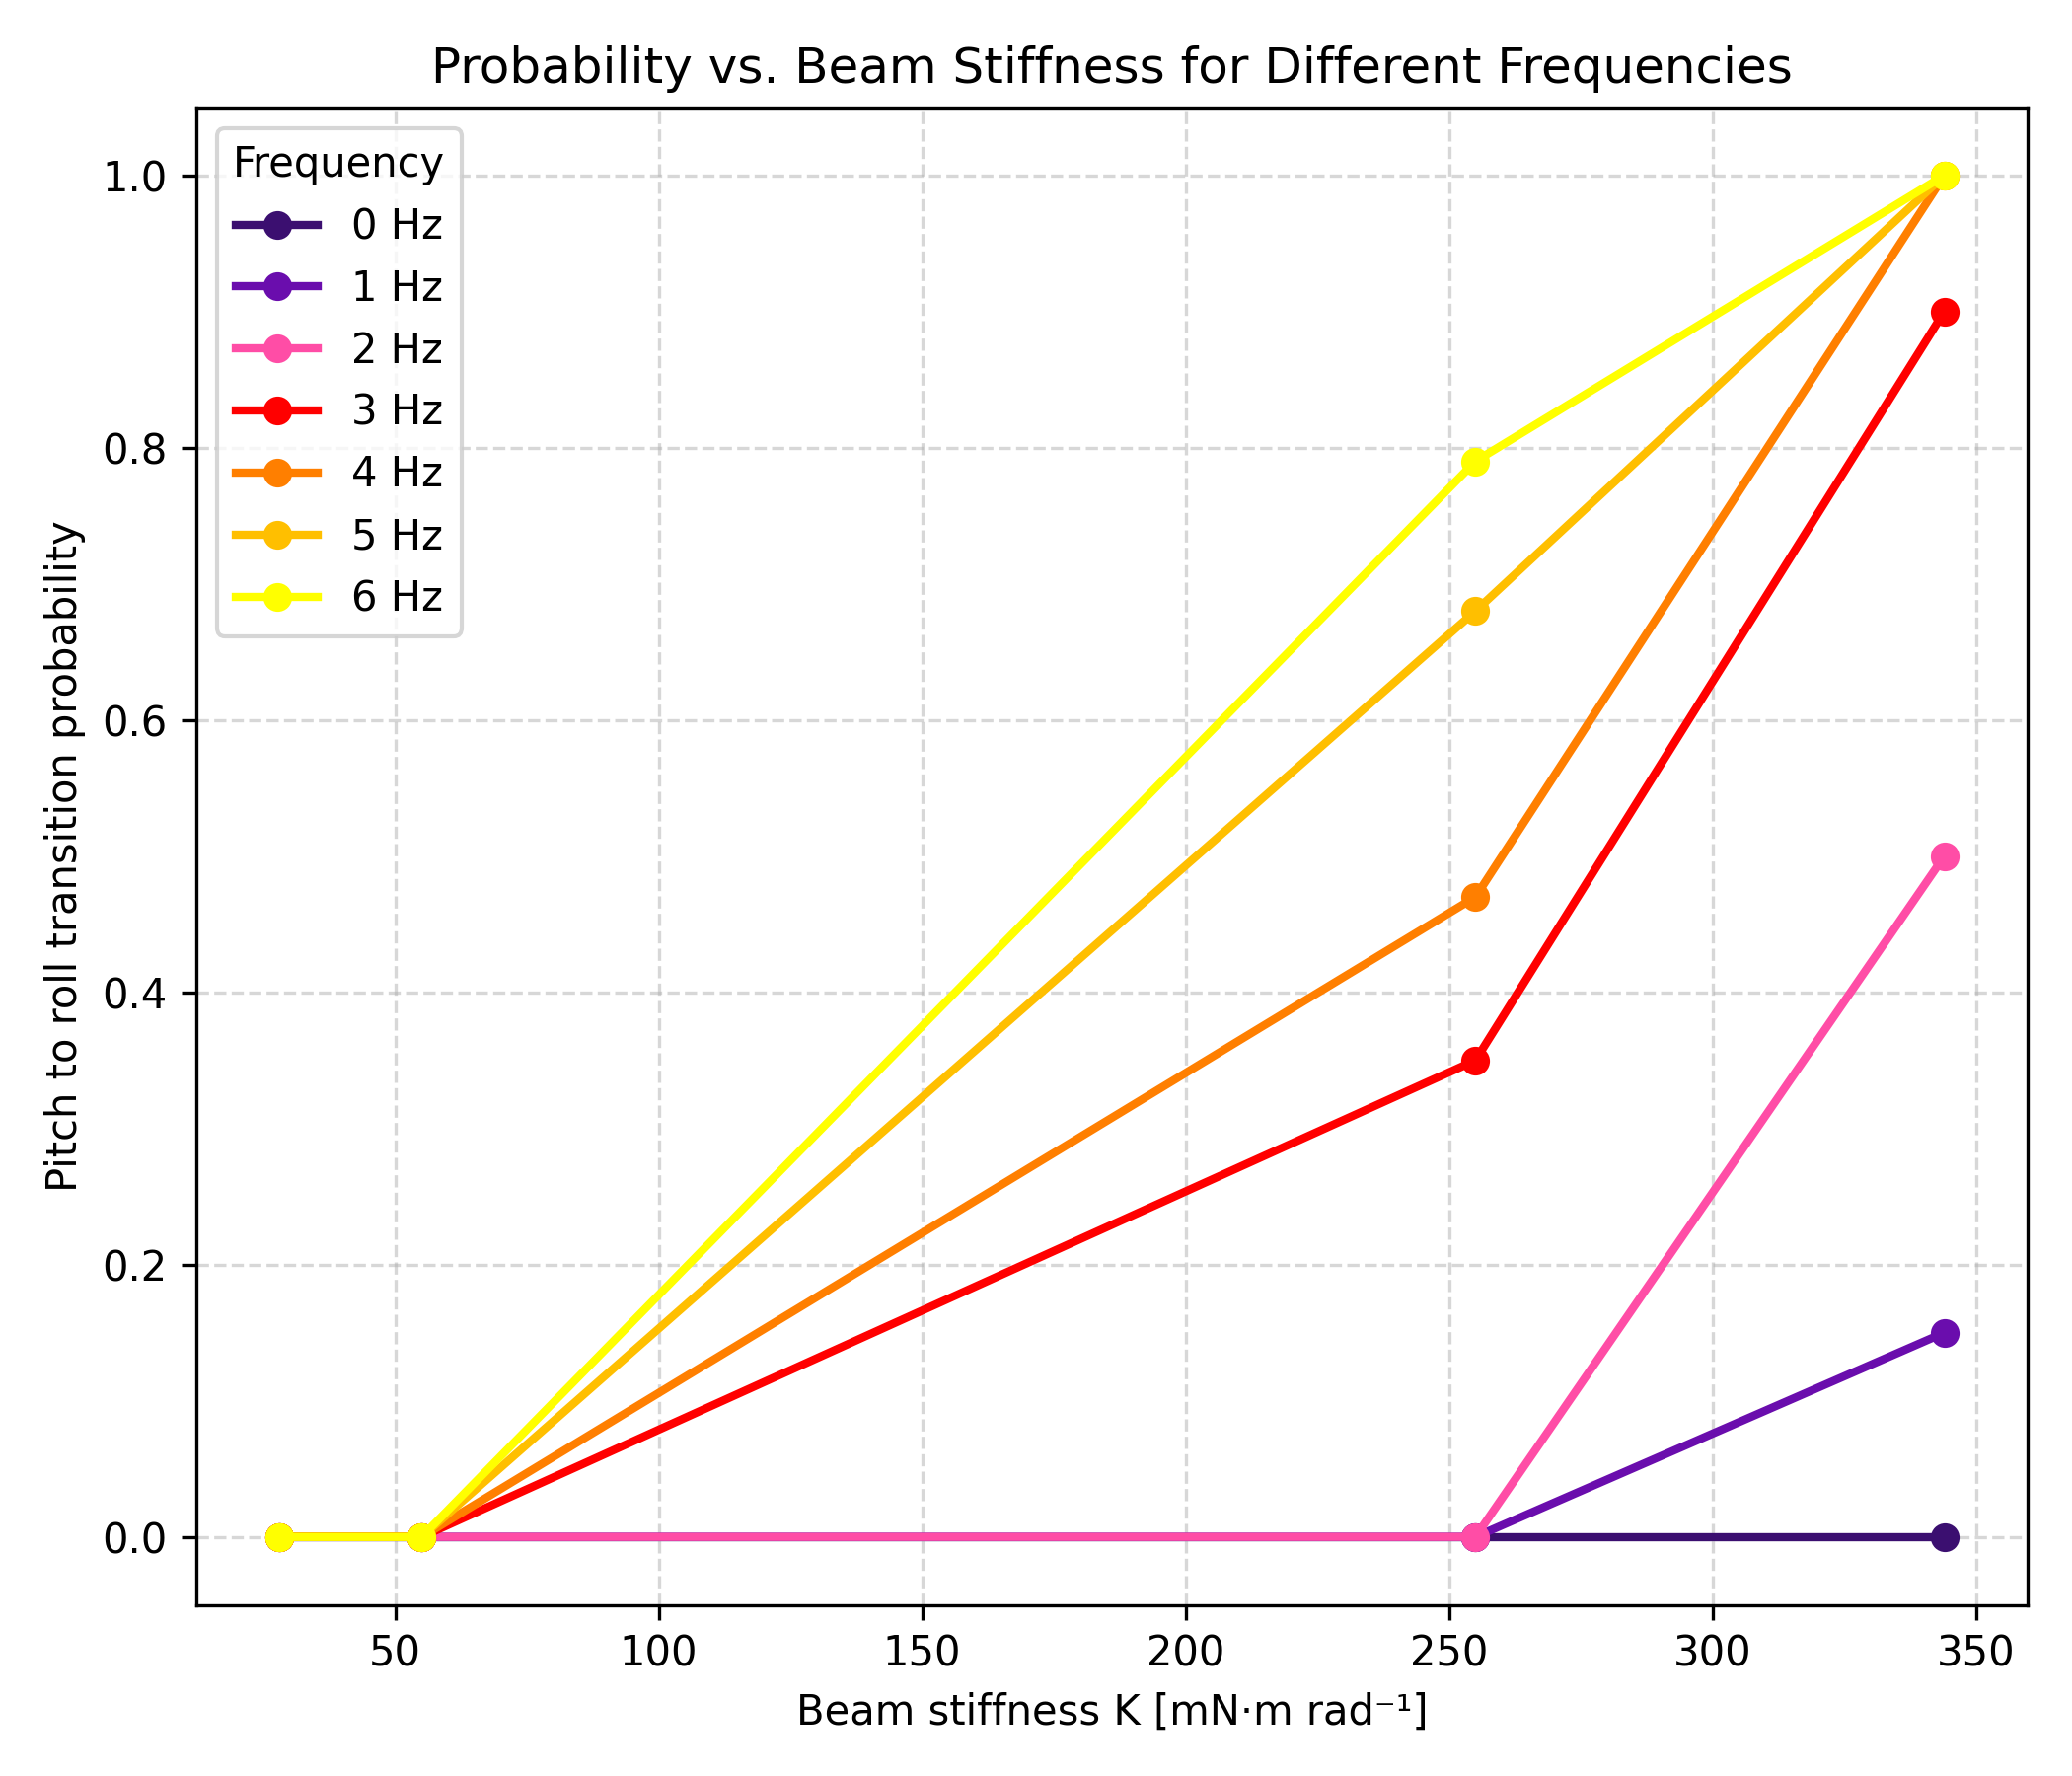 Probability vs. Beam Stiffness for Different Frequencies
Frequency
0 Hz
1 Hz
2 Hz
3 Hz
4 Hz
5 Hz
6 Hz
1.0
0.8
0.6
0.4
0.2
0.0
Pitch to roll transition probability
50 100 150 200 250 300 350
Beam stiffness K [mN·m rad⁻¹]